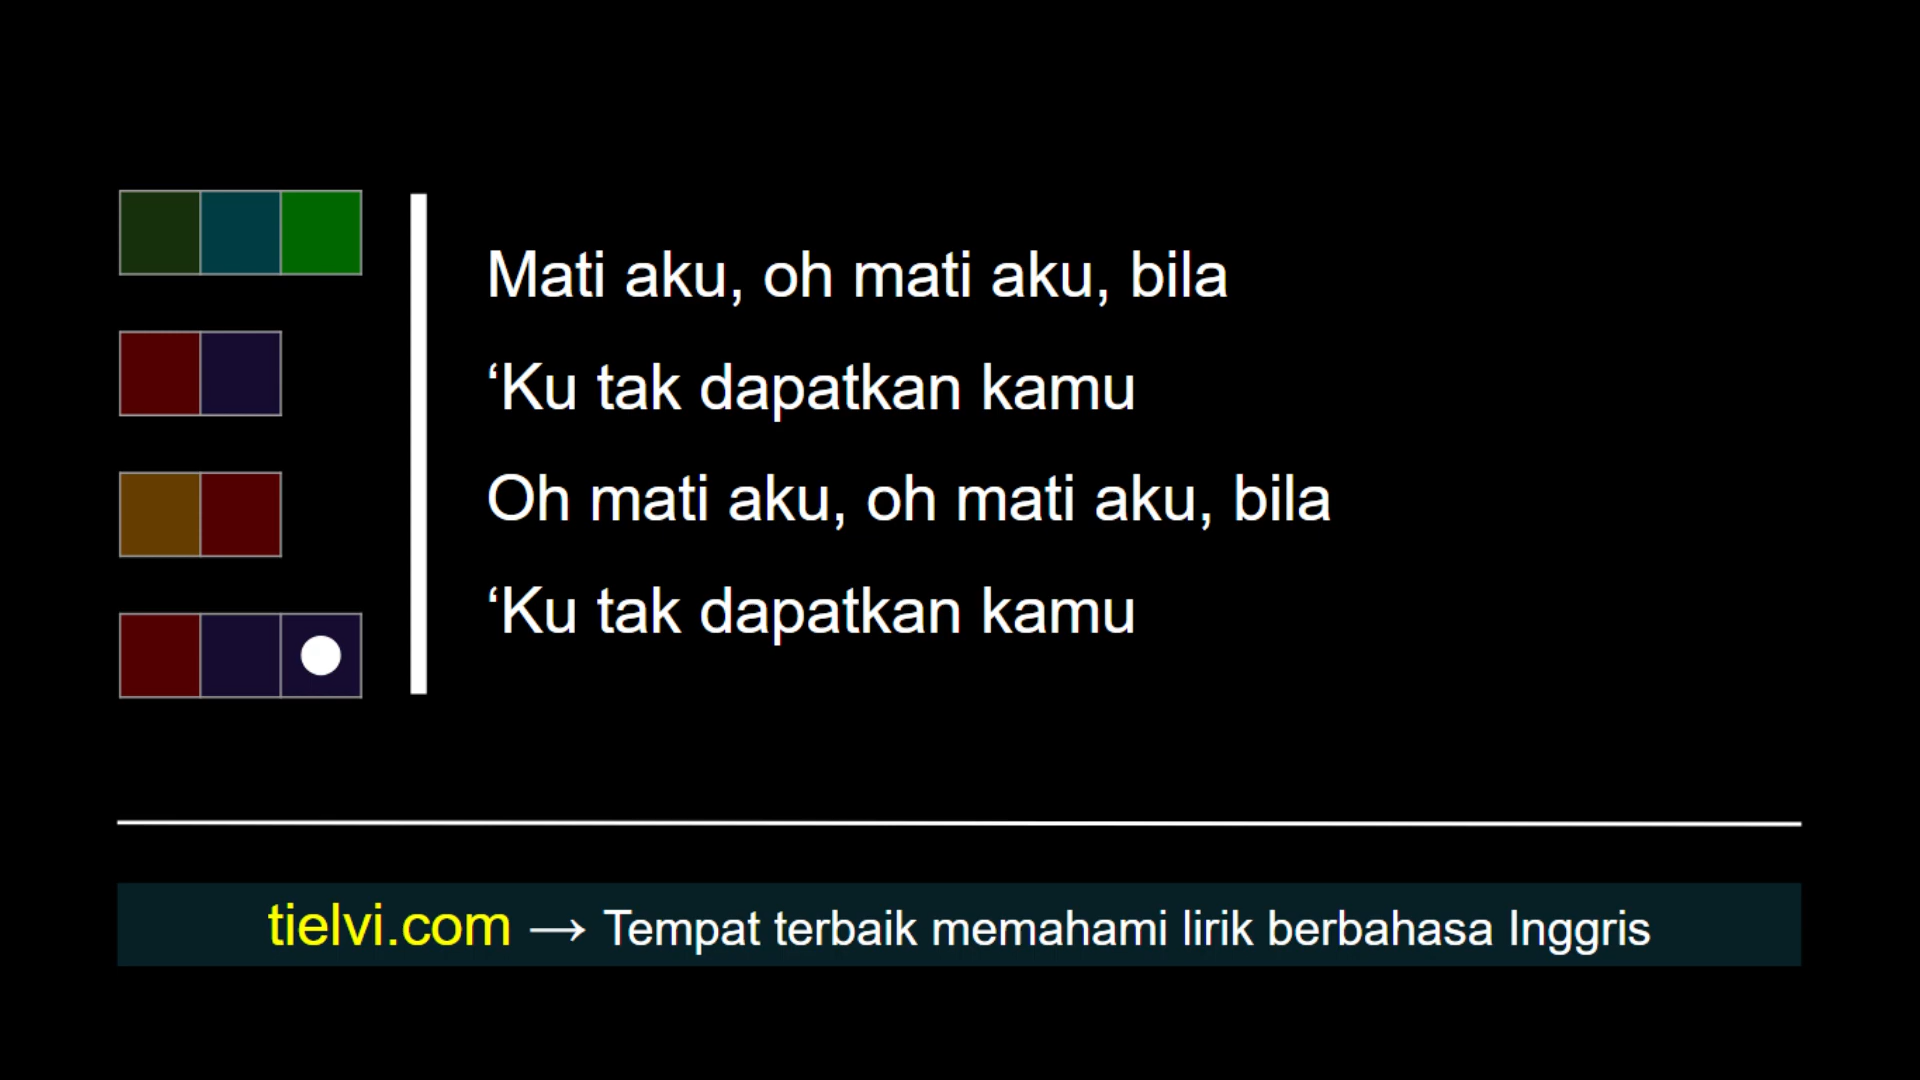 Mati aku, oh mati aku, bila
‘Ku tak dapatkan kamu
Oh mati aku, oh mati aku, bila
‘Ku tak dapatkan kamu
tielvi.com → Tempat terbaik memahami lirik berbahasa Inggris